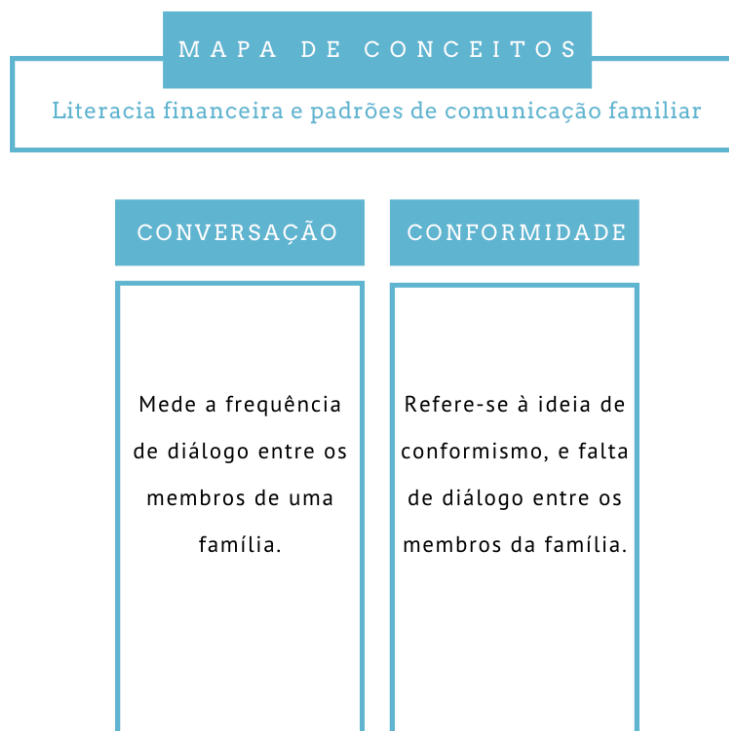 MAPA DE CONCEITOS
Literacia financeira e padrões de comunicação familiar
CONVERSAÇÃO
Mede a frequência
de diálogo entre os
membros de uma
família.
CONFORMIDADE
Refere-se à ideia de
conformismo, e falta
de diálogo entre os
membros da família.